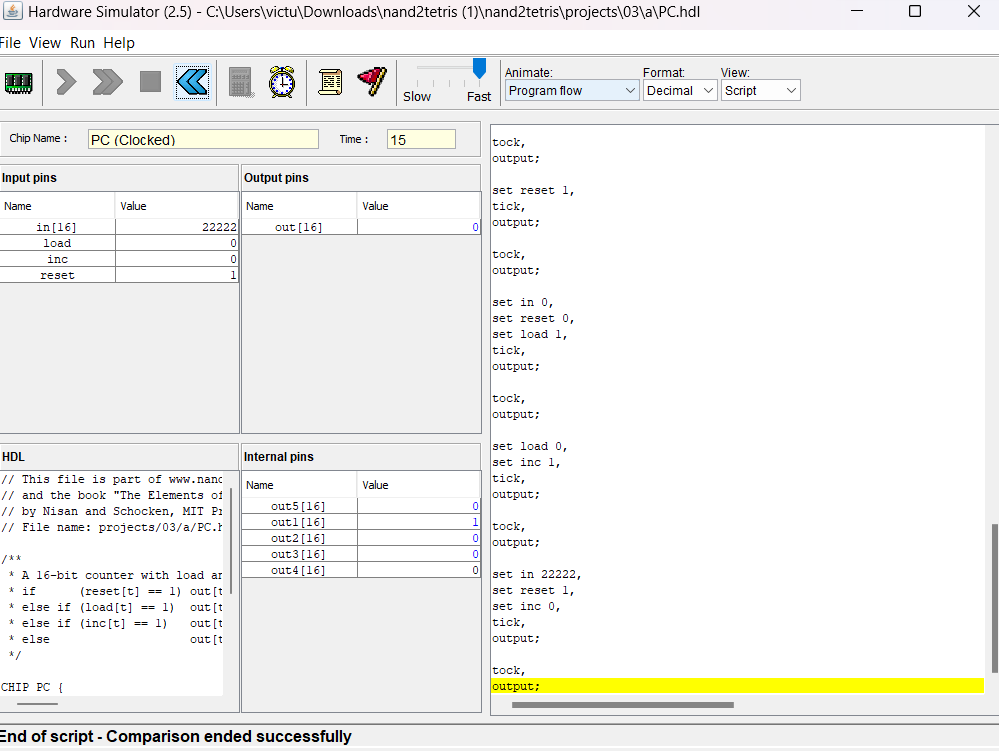 Hardware Simulator (2.5) - C:\Users\victu\Downloads\nand2tetris (1)\nand2tetris\projects\03\a\PC.hdl
File View Run Help
Slow Fast
Animate: Format: View:
Program flow Decimal Script
Chip Name : PC (Clocked) Time : 15
Input pins
Name Value
in[16] 22222
load 0
inc 0
reset 1
Output pins
Name Value
out[16] 0
HDL
// This file is part of www.nand
// and the book "The Elements of
// by Nisan and Schocken, MIT Pr
// File name: projects/03/a/PC.h
/**
* A 16-bit counter with load an
* if (reset[t] == 1) out[t
* else if (load[t] == 1) out[t
* else if (inc[t] == 1) out[t
* else out[t
*/
CHIP PC {
Internal pins
Name Value
out5[16] 0
out1[16] 1
out2[16] 0
out3[16] 0
out4[16] 0
tock,
output;
set reset 1,
tick,
output;
tock,
output;
set in 0,
set reset 0,
set load 1,
tick,
output;
tock,
output;
set load 0,
set inc 1,
tick,
output;
tock,
output;
set in 22222,
set reset 1,
set inc 0,
tick,
output;
tock,
output;
End of script - Comparison ended successfully